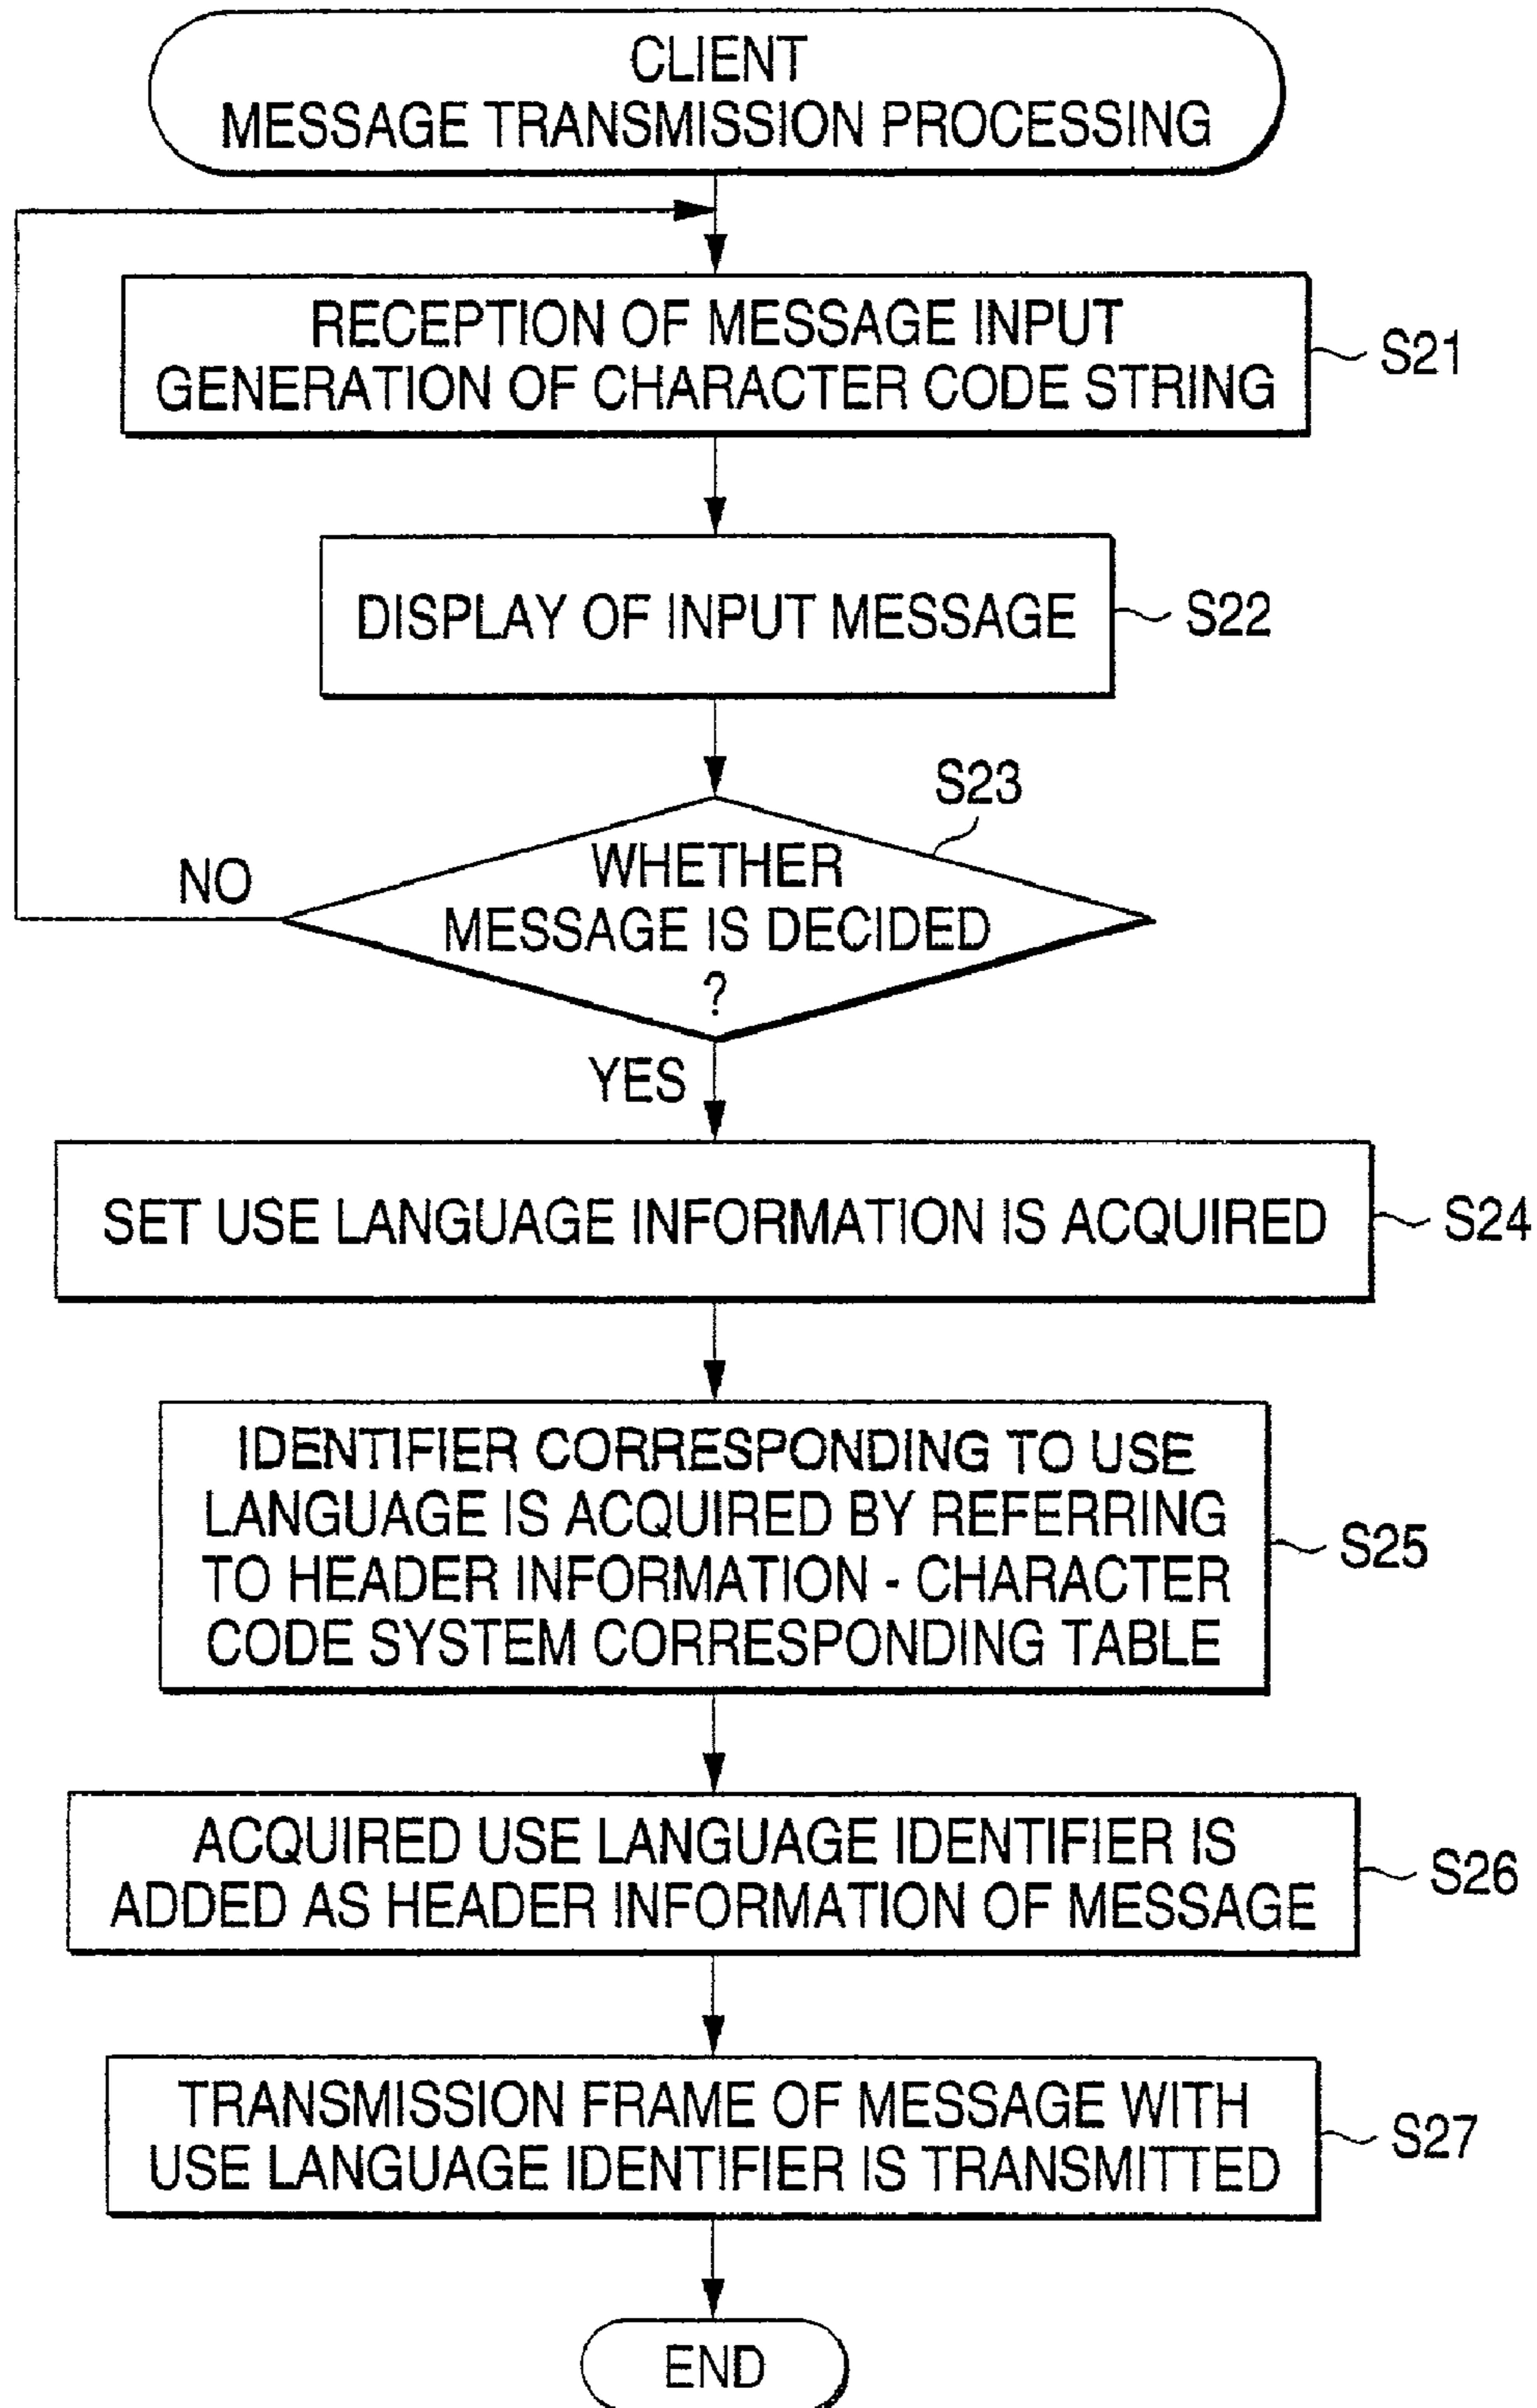 CLIENT
MESSAGE TRANSMISSION PROCESSING
RECEPTION OF MESSAGE INPUT
GENERATION OF CHARACTER CODE STRING
S21
DISPLAY OF INPUT MESSAGE
S22
S23
WHETHER
MESSAGE IS DECIDED
?
NO
YES
SET USE LANGUAGE INFORMATION IS ACQUIRED
S24
IDENTIFIER CORRESPONDING TO USE
LANGUAGE IS ACQUIRED BY REFERRING
TO HEADER INFORMATION - CHARACTER
CODE SYSTEM CORRESPONDING TABLE
S25
ACQUIRED USE LANGUAGE IDENTIFIER IS
ADDED AS HEADER INFORMATION OF MESSAGE
S26
TRANSMISSION FRAME OF MESSAGE WITH
USE LANGUAGE IDENTIFIER IS TRANSMITTED
S27
END